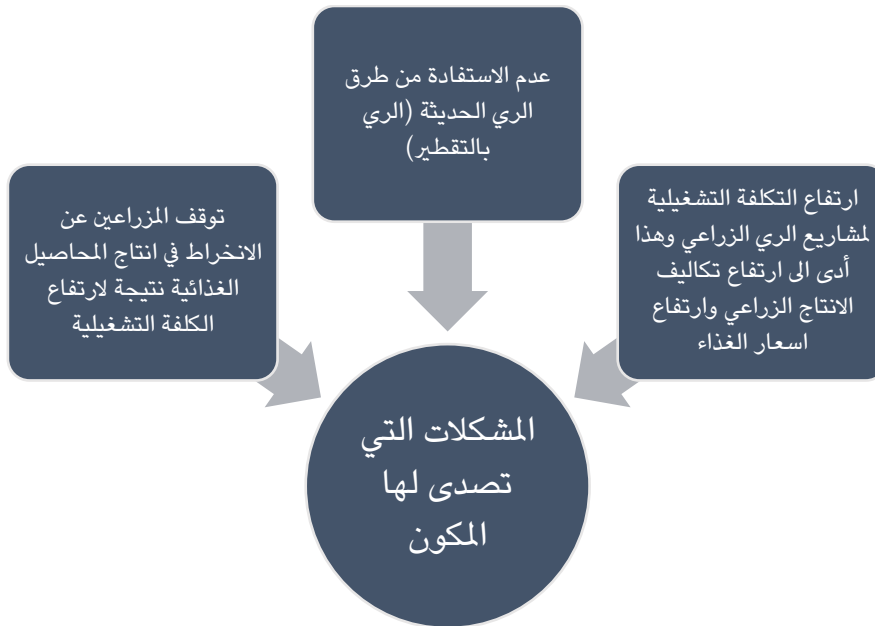 عدم الاستفادة من طرق
الري الحديثة (الري
بالتقطير)
ارتفاع التكلفة التشغيلية
لمشاريع الري الزراعي وهذا
أدى الى ارتفاع تكاليف
الانتاج الزراعي وارتفاع
اسعار الغذاء
توقف المزراعين عن
الانخراط في انتاج المحاصيل
الغذائية نتيجة لارتفاع
الكلفة التشغيلية
المشكلات التي
تصدى لها
المكون